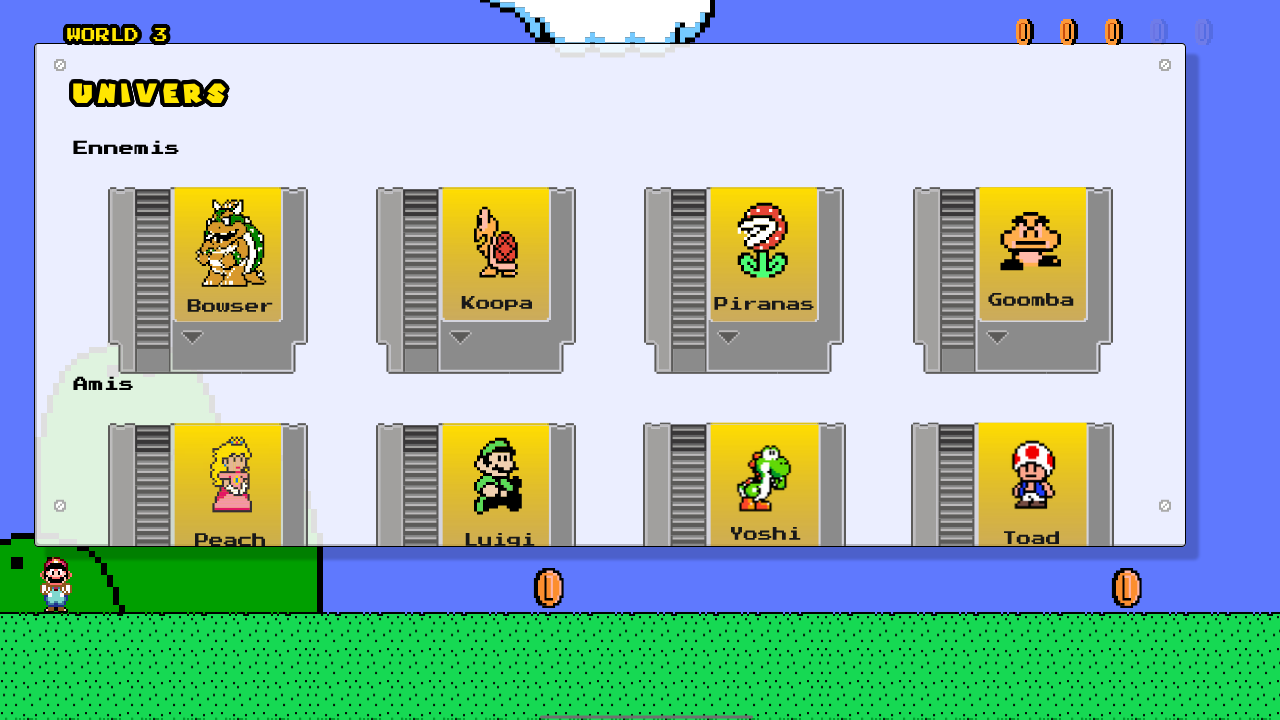 WORLD 3
UNIVERS
Ennemis
Bowser
Koopa
Piranas
Goomba
Amis
Peach
Luigi
Yoshi
Toad